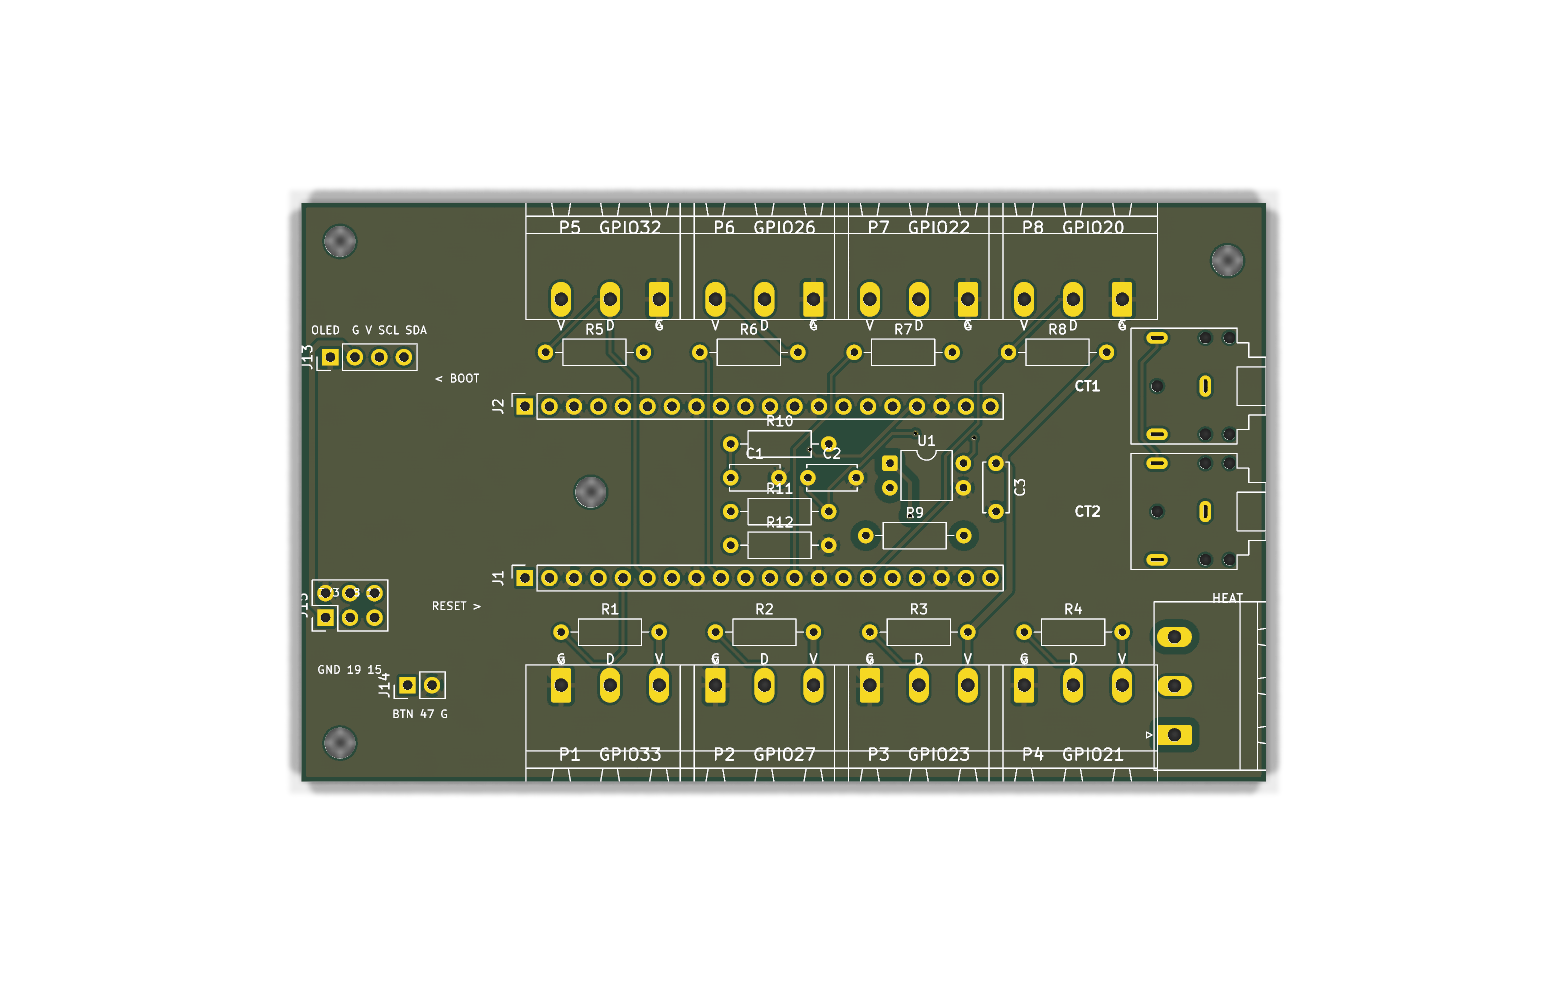 P5 GPIO32 P6 GPIO26 P7 GPIO22 P8 GPIO20
V D G V D G V D G V D G
OLED G V SCL SDA
R5 R6 R7 R8
J13
< BOOT
CT1
J2
R10
U1
C1 C2
R11
C3
R9
CT2
R12
J1
J15
HEAT
RESET >
R1 R2 R3 R4
G D V G D V G D V G D V
GND 19 15
J14
BTN 47 G
P1 GPIO33 P2 GPIO27 P3 GPIO23 P4 GPIO21